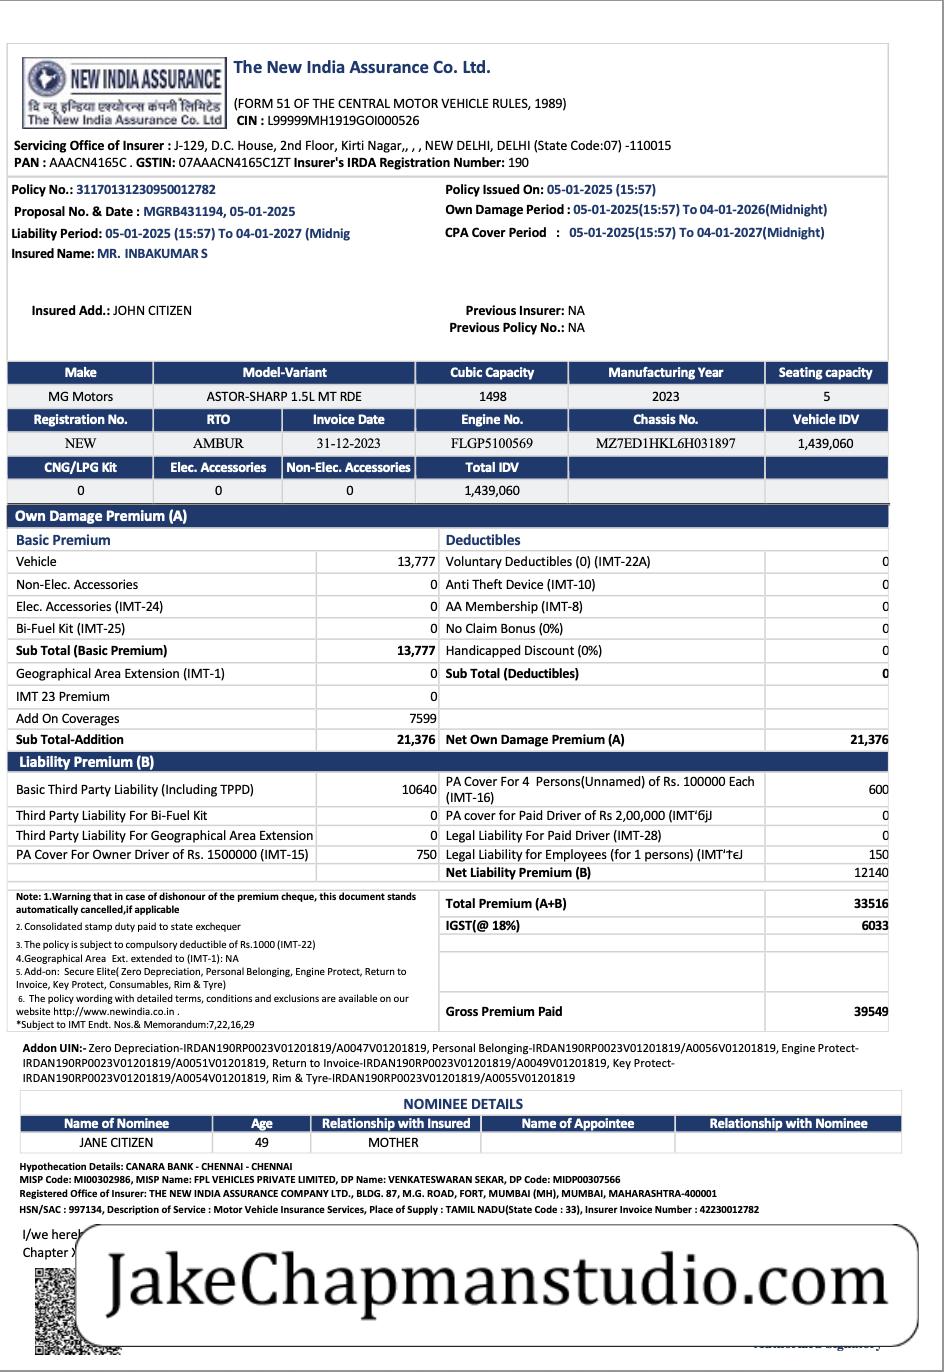 NEW INDIA ASSURANCE
दि न्यू इन्डिया एश्योरन्स कंपनी लिमिटेड
The New India Assurance Co. Ltd
The New India Assurance Co. Ltd.
(FORM 51 OF THE CENTRAL MOTOR VEHICLE RULES, 1989)
CIN : L99999MH1919GOI000526
Servicing Office of Insurer : J-129, D.C. House, 2nd Floor, Kirti Nagar,, , , NEW DELHI, DELHI (State Code:07) -110015
PAN : AAACN4165C . GSTIN: 07AAACN4165C1ZT Insurer's IRDA Registration Number: 190
Policy No.: 31170131230950012782 Policy Issued On: 05-01-2025 (15:57)
Proposal No. & Date : MGRB431194, 05-01-2025 Own Damage Period : 05-01-2025(15:57) To 04-01-2026(Midnight)
Liability Period: 05-01-2025 (15:57) To 04-01-2027 (Midnig CPA Cover Period : 05-01-2025(15:57) To 04-01-2027(Midnight)
Insured Name: MR. INBAKUMAR S
Insured Add.: JOHN CITIZEN Previous Insurer: NA
Previous Policy No.: NA
Make Model-Variant Cubic Capacity Manufacturing Year Seating capacity
MG Motors ASTOR-SHARP 1.5L MT RDE 1498 2023 5
Registration No. RTO Invoice Date Engine No. Chassis No. Vehicle IDV
NEW AMBUR 31-12-2023 FLGP5100569 MZ7ED1HKL6H031897 1,439,060
CNG/LPG Kit Elec. Accessories Non-Elec. Accessories Total IDV
0 0 0 1,439,060
Own Damage Premium (A)
Basic Premium Deductibles
Vehicle 13,777 Voluntary Deductibles (0) (IMT-22A) 0
Non-Elec. Accessories 0 Anti Theft Device (IMT-10) 0
Elec. Accessories (IMT-24) 0 AA Membership (IMT-8) 0
Bi-Fuel Kit (IMT-25) 0 No Claim Bonus (0%) 0
Sub Total (Basic Premium) 13,777 Handicapped Discount (0%) 0
Geographical Area Extension (IMT-1) 0 Sub Total (Deductibles) 0
IMT 23 Premium 0
Add On Coverages 7599
Sub Total-Addition 21,376 Net Own Damage Premium (A) 21,376
Liability Premium (B)
Basic Third Party Liability (Including TPPD) 10640 PA Cover For 4 Persons(Unnamed) of Rs. 100000 Each (IMT-16) 600
Third Party Liability For Bi-Fuel Kit 0 PA cover for Paid Driver of Rs 2,00,000 0
Third Party Liability For Geographical Area Extension 0 Legal Liability For Paid Driver (IMT-28) 0
PA Cover For Owner Driver of Rs. 1500000 (IMT-15) 750 Legal Liability for Employees (for 1 persons) 150
Net Liability Premium (B) 12140
Note: 1.Warning that in case of dishonour of the premium cheque, this document stands
automatically cancelled,if applicable
Total Premium (A+B) 33516
2. Consolidated stamp duty paid to state exchequer
IGST(@ 18%) 6033
3. The policy is subject to compulsory deductible of Rs.1000 (IMT-22)
4.Geographical Area Ext. extended to (IMT-1): NA
5. Add-on: Secure Elite( Zero Depreciation, Personal Belonging, Engine Protect, Return to
Invoice, Key Protect, Consumables, Rim & Tyre)
6. The policy wording with detailed terms, conditions and exclusions are available on our
website http://www.newindia.co.in .
Gross Premium Paid 39549
*Subject to IMT Endt. Nos.& Memorandum:7,22,16,29
Addon UIN:- Zero Depreciation-IRDAN190RP0023V01201819/A0047V01201819, Personal Belonging-IRDAN190RP0023V01201819/A0056V01201819, Engine Protect-
IRDAN190RP0023V01201819/A0051V01201819, Return to Invoice-IRDAN190RP0023V01201819/A0049V01201819, Key Protect-
IRDAN190RP0023V01201819/A0054V01201819, Rim & Tyre-IRDAN190RP0023V01201819/A0055V01201819
NOMINEE DETAILS
Name of Nominee Age Relationship with Insured Name of Appointee Relationship with Nominee
JANE CITIZEN 49 MOTHER
Hypothecation Details: CANARA BANK - CHENNAI - CHENNAI
MISP Code: MI00302986, MISP Name: FPL VEHICLES PRIVATE LIMITED, DP Name: VENKATESWARAN SEKAR, DP Code: MIDP00307566
Registered Office of Insurer: THE NEW INDIA ASSURANCE COMPANY LTD., BLDG. 87, M.G. ROAD, FORT, MUMBAI (MH), MUMBAI, MAHARASHTRA-400001
HSN/SAC : 997134, Description of Service : Motor Vehicle Insurance Services, Place of Supply : TAMIL NADU(State Code : 33), Insurer Invoice Number : 42230012782
I/we
Chapter
JakeChapmanstudio.com